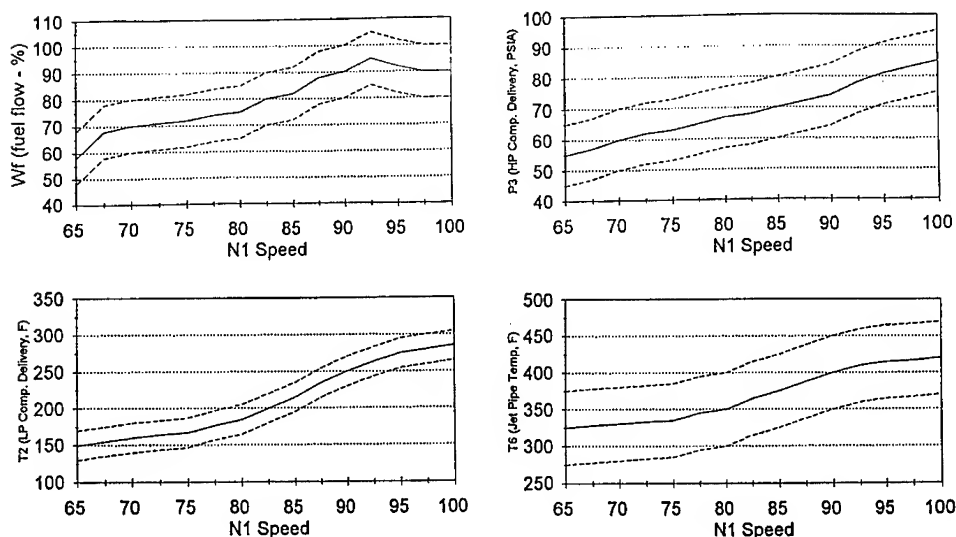 Wf (fuel flow - %)
110
100
90
80
70
60
50
40
65 70 75 80 85 90 95 100
N1 Speed
P3 (HP Comp. Delivery, PSIA)
100
90
80
70
60
50
40
65 70 75 80 85 90 95 100
N1 Speed
T2 (LP Comp. Delivery, F)
350
300
250
200
150
100
65 70 75 80 85 90 95 100
N1 Speed
T6 (Jet Pipe Temp, F)
500
450
400
350
300
250
65 70 75 80 85 90 95 100
N1 Speed